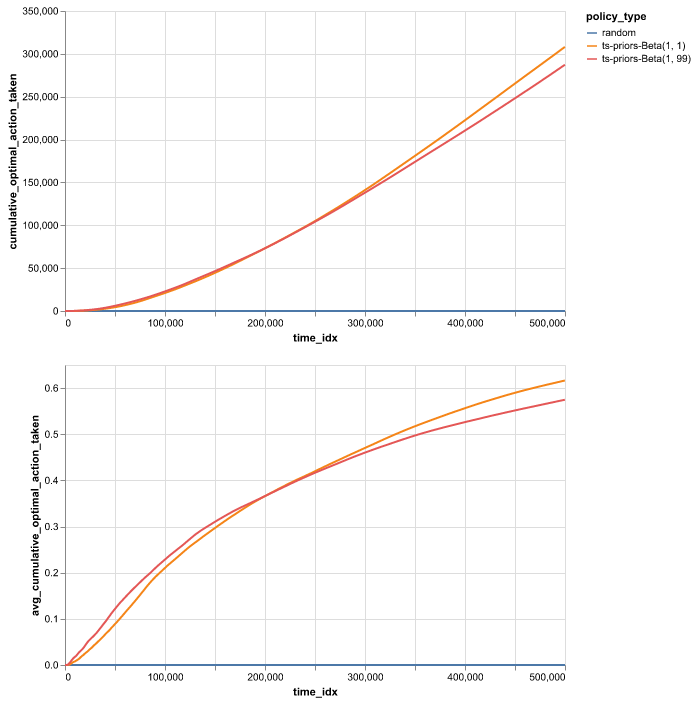 policy_type
random
ts-priors-Beta(1, 1)
ts-priors-Beta(1, 99)
350,000
300,000
250,000
200,000
150,000
100,000
50,000
0
cumulative_optimal_action_taken
0 100,000 200,000 300,000 400,000 500,000
time_idx
0.6
0.5
0.4
0.3
0.2
0.1
0.0
avg_cumulative_optimal_action_taken
0 100,000 200,000 300,000 400,000 500,000
time_idx